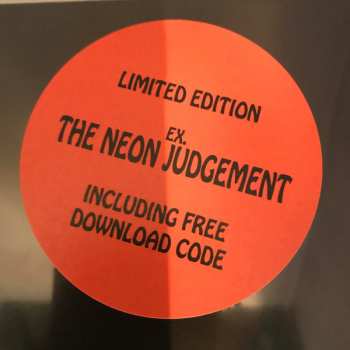 LIMITED EDITION
EX.
THE NEON JUDGEMENT
INCLUDING FREE
DOWNLOAD CODE